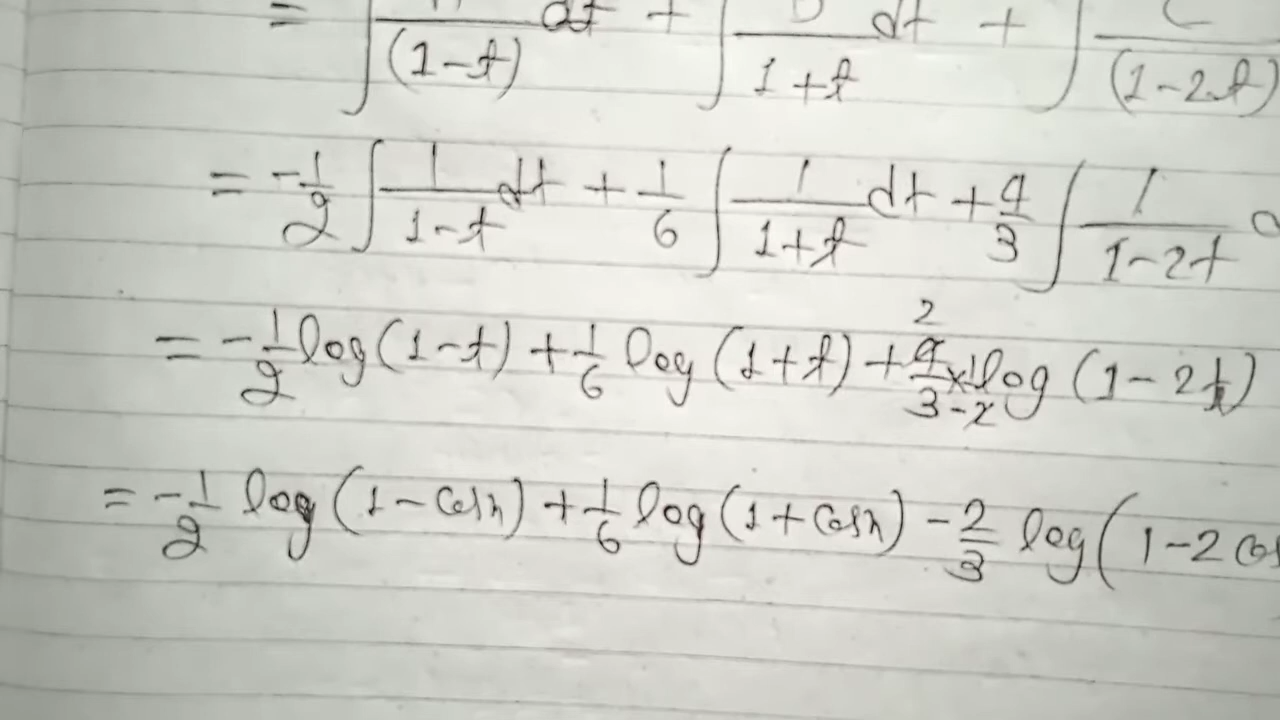 = ∫ A/(1-t) dt + ∫ B/1+t dt + ∫ C/(1-2t)
= -1/2 ∫ 1/1-t dt + 1/6 ∫ 1/1+t dt + 4/3 ∫ 1/1-2t d
= -1/2 log (1-t) + 1/6 log (1+t) + 4/3 × 1/-2 log (1-2t)
= -1/2 log (1-cosx) + 1/6 log (1+cosx) - 2/3 log (1-2cos